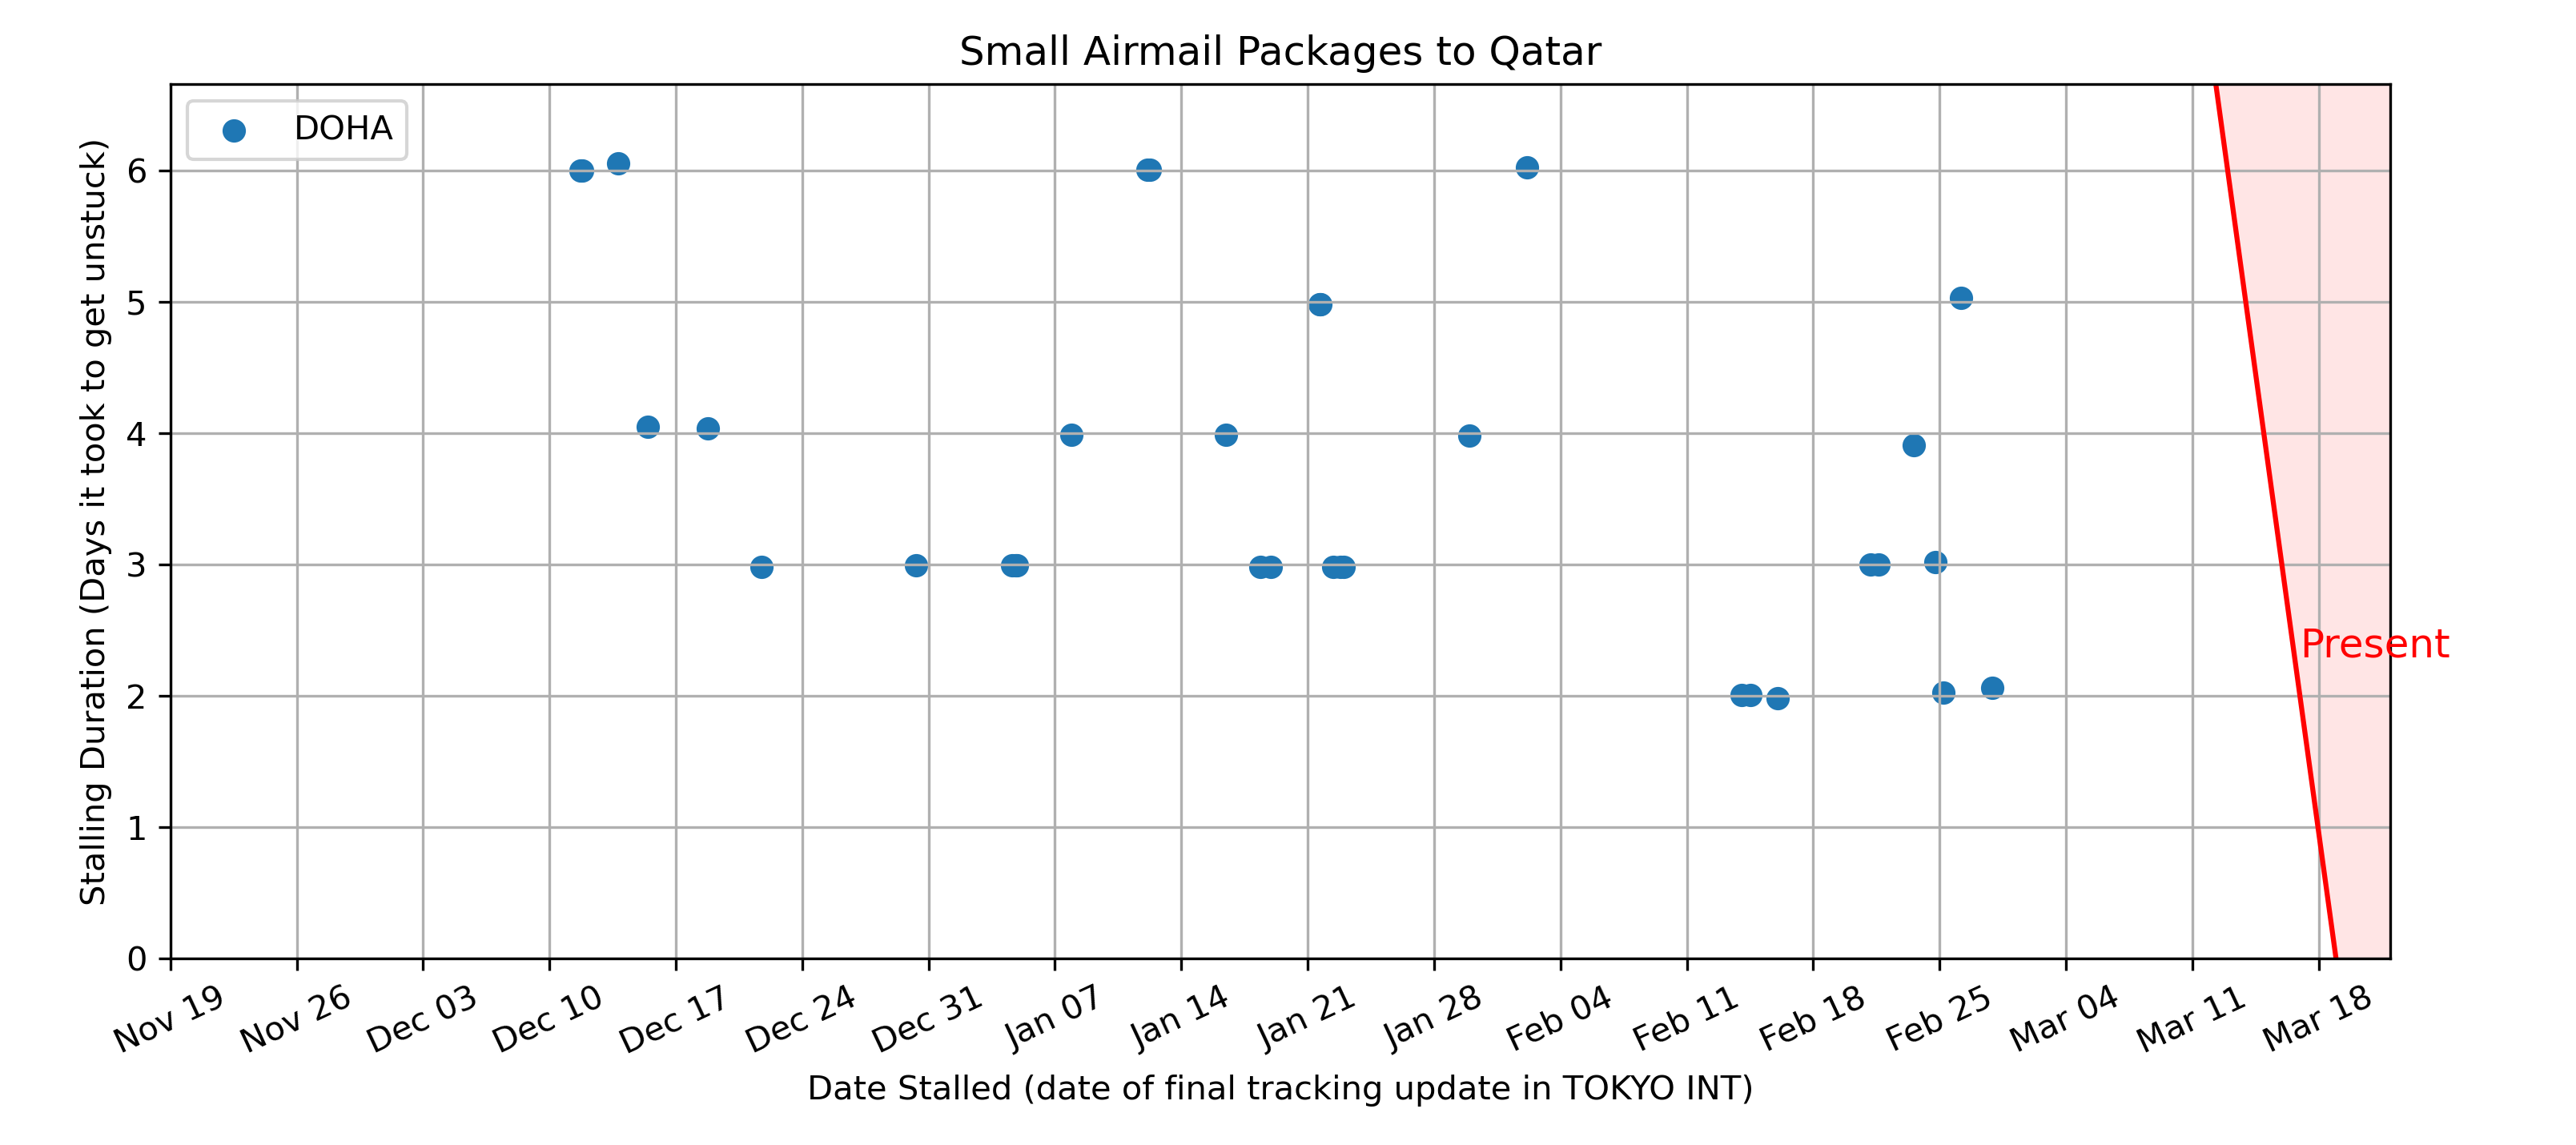 Small Airmail Packages to Qatar
DOHA
Stalling Duration (Days it took to get unstuck)
6
5
4
3
2
1
0
Present
Nov 19 Nov 26 Dec 03 Dec 10 Dec 17 Dec 24 Dec 31 Jan 07 Jan 14 Jan 21 Jan 28 Feb 04 Feb 11 Feb 18 Feb 25 Mar 04 Mar 11 Mar 18
Date Stalled (date of final tracking update in TOKYO INT)